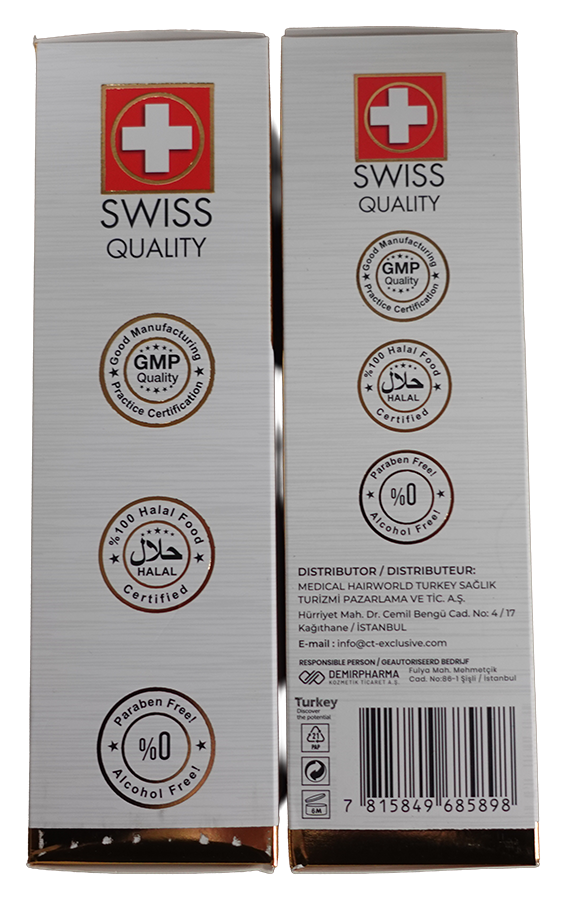 SWISS
QUALITY
Good Manufacturing
GMP
Quality
Practice Certification
%100 Halal Food
حلال
HALAL
Certified
Paraben Free!
%0
Alcohol Free!
SWISS
QUALITY
Good Manufacturing
GMP
Quality
Practice Certification
%100 Halal Food
حلال
HALAL
Certified
Paraben Free!
%0
Alcohol Free!
DISTRIBUTOR / DISTRIBUTEUR:
MEDICAL HAIRWORLD TURKEY SAĞLIK
TURİZMİ PAZARLAMA VE TİC. A.Ş.
Hürriyet Mah. Dr. Cemil Bengü Cad. No: 4 / 17
Kağıthane / İSTANBUL
E-mail : info@ct-exclusive.com
RESPONSIBLE PERSON / GEAUTORISEERD BEDRIJF
DEMIRPHARMA
KOZMETİK TİCARET A.Ş.
Fulya Mah. Mehmetçik
Cad. No:86-1 Şişli / İstanbul
Turkey
Discover
the potential
21
PAP
6M
7 815849 685898